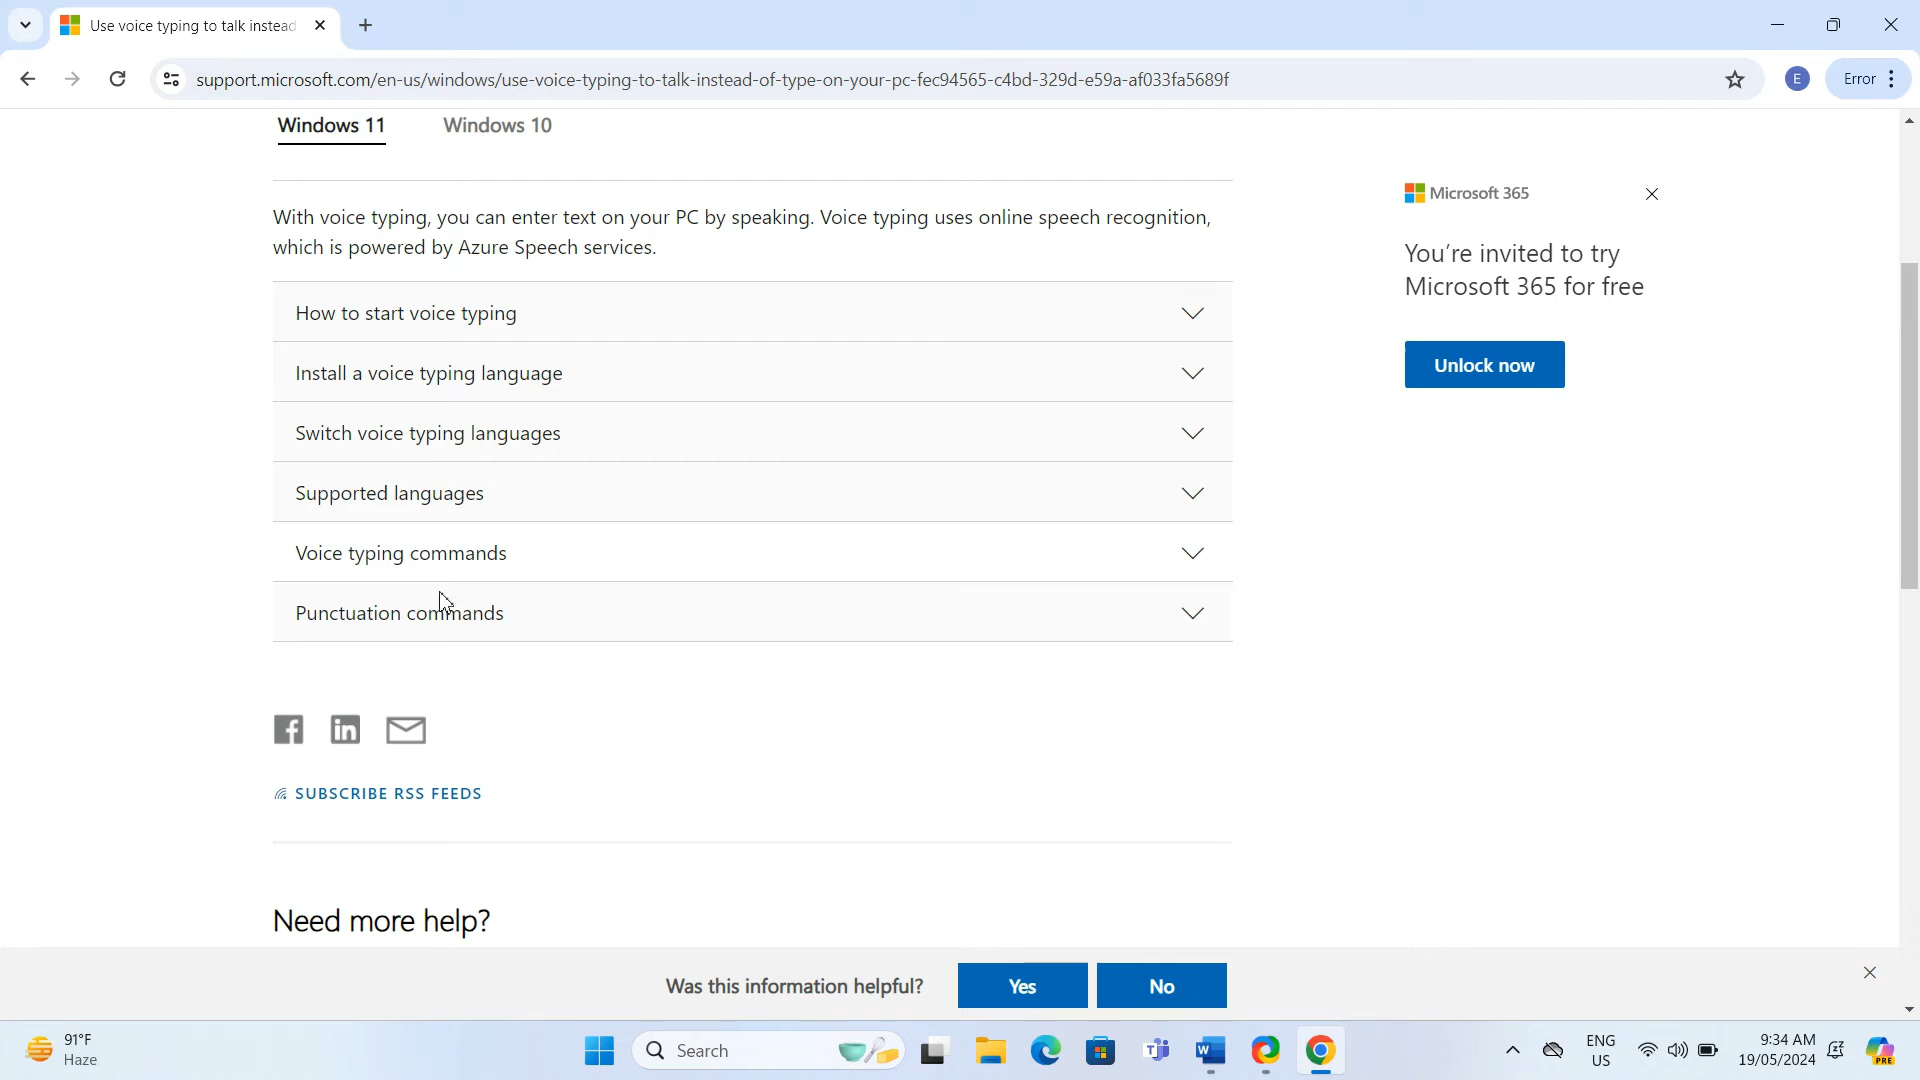 Use voice typing to talk instead
support.microsoft.com/en-us/windows/use-voice-typing-to-talk-instead-of-type-on-your-pc-fec94565-c4bd-329d-e59a-af033fa5689f
E
Error
Windows 11 Windows 10
With voice typing, you can enter text on your PC by speaking. Voice typing uses online speech recognition,
which is powered by Azure Speech services.
How to start voice typing
Install a voice typing language
Switch voice typing languages
Supported languages
Voice typing commands
Punctuation commands
Microsoft 365
You're invited to try
Microsoft 365 for free
Unlock now
SUBSCRIBE RSS FEEDS
Need more help?
Was this information helpful? Yes No
91°F
Haze
Search
ENG
US
9:34 AM
19/05/2024
PRE